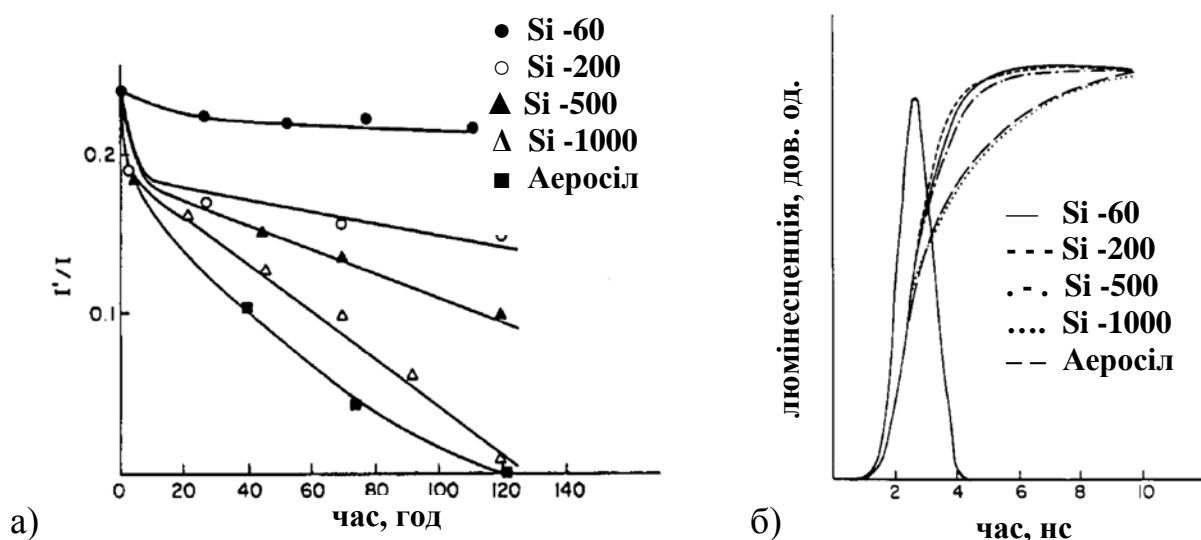 Si -60
Si -200
Si -500
Si -1000
Аеросіл
0.2
0.1
I'/I
0 20 40 60 80 100 120 140
час, год
а)
люмінесценція, дов. од.
Si -60
Si -200
Si -500
Si -1000
Аеросіл
2 4 6 8 10
час, нс
б)